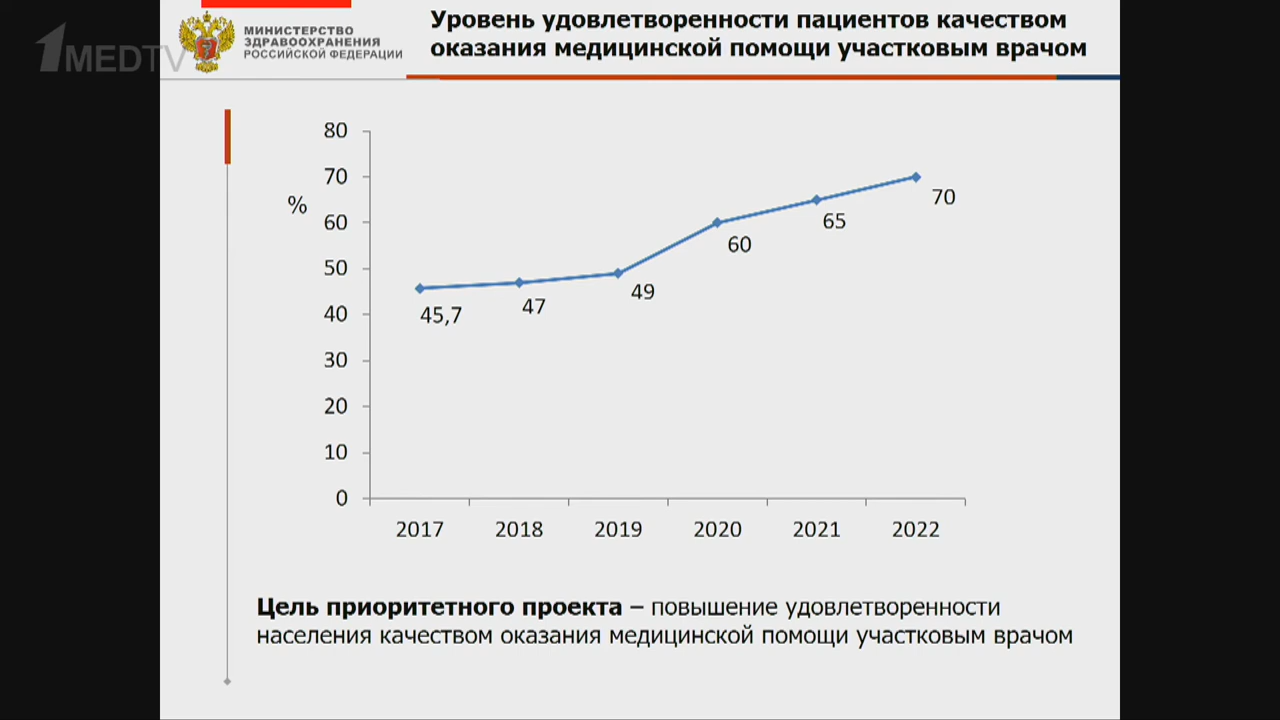 1MEDTV
МИНИСТЕРСТВО
ЗДРАВООХРАНЕНИЯ
РОССИЙСКОЙ ФЕДЕРАЦИИ
Уровень удовлетворенности пациентов качеством
оказания медицинской помощи участковым врачом
%
80
70
60
50
40
30
20
10
0
45,7
47
49
60
65
70
2017
2018
2019
2020
2021
2022
Цель приоритетного проекта – повышение удовлетворенности
населения качеством оказания медицинской помощи участковым врачом